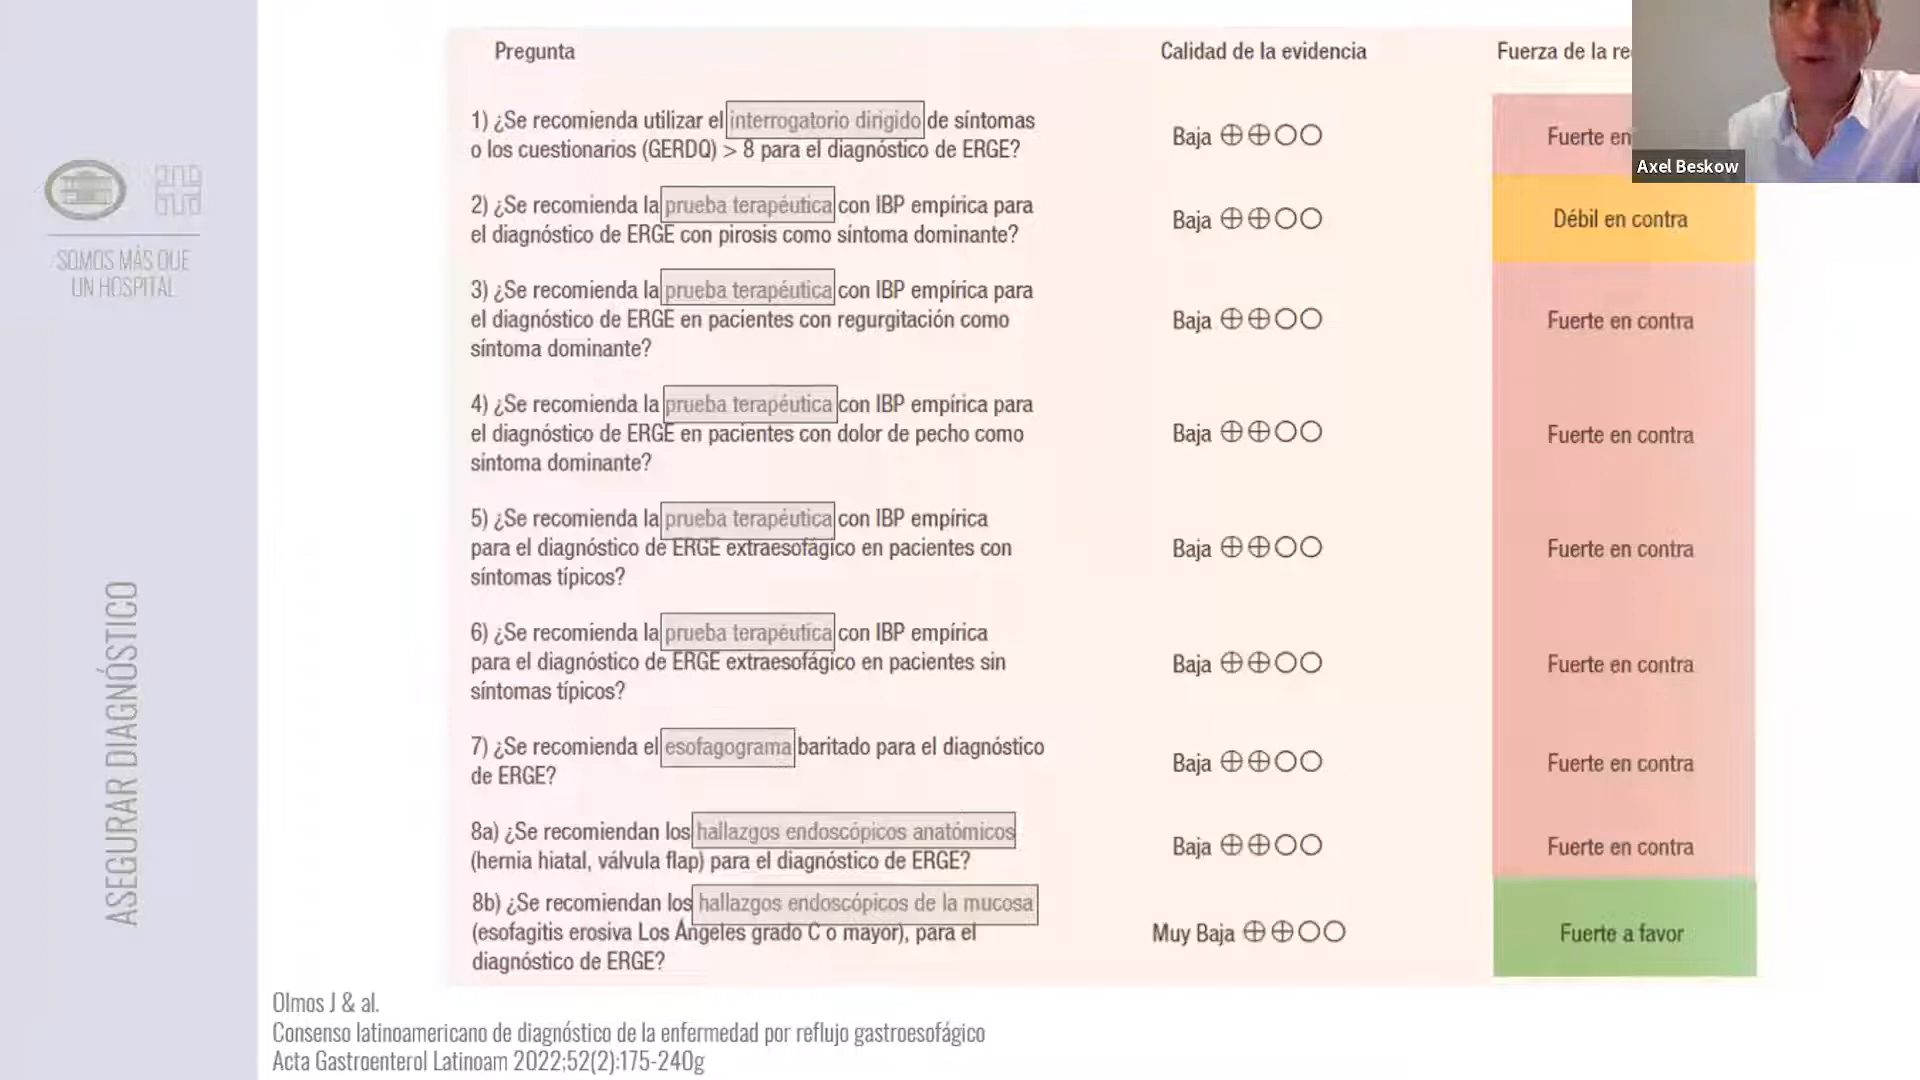 Pregunta
Calidad de la evidencia
Fuerza de la re
1) ¿Se recomienda utilizar el interrogatorio dirigido de síntomas
o los cuestionarios (GERDQ) > 8 para el diagnóstico de ERGE?
Baja
Fuerte en
Axel Beskow
2) ¿Se recomienda la prueba terapéutica con IBP empírica para
el diagnóstico de ERGE con pirosis como síntoma dominante?
Baja
Débil en contra
3) ¿Se recomienda la prueba terapéutica con IBP empírica para
el diagnóstico de ERGE en pacientes con regurgitación como
síntoma dominante?
Baja
Fuerte en contra
4) ¿Se recomienda la prueba terapéutica con IBP empírica para
el diagnóstico de ERGE en pacientes con dolor de pecho como
síntoma dominante?
Baja
Fuerte en contra
5) ¿Se recomienda la prueba terapéutica con IBP empírica
para el diagnóstico de ERGE extraesofágico en pacientes con
síntomas típicos?
Baja
Fuerte en contra
6) ¿Se recomienda la prueba terapéutica con IBP empírica
para el diagnóstico de ERGE extraesofágico en pacientes sin
síntomas típicos?
Baja
Fuerte en contra
7) ¿Se recomienda el esofagograma baritado para el diagnóstico
de ERGE?
Baja
Fuerte en contra
8a) ¿Se recomiendan los hallazgos endoscópicos anatómicos
(hernia hiatal, válvula flap) para el diagnóstico de ERGE?
Baja
Fuerte en contra
8b) ¿Se recomiendan los hallazgos endoscópicos de la mucosa
(esofagitis erosiva Los Ángeles grado C o mayor), para el
diagnóstico de ERGE?
Muy Baja
Fuerte a favor
SOMOS MÁS QUE
UN HOSPITAL
ASEGURAR DIAGNÓSTICO
Olmos J & al.
Consenso latinoamericano de diagnóstico de la enfermedad por reflujo gastroesofágico
Acta Gastroenterol Latinoam 2022;52(2):175-240g